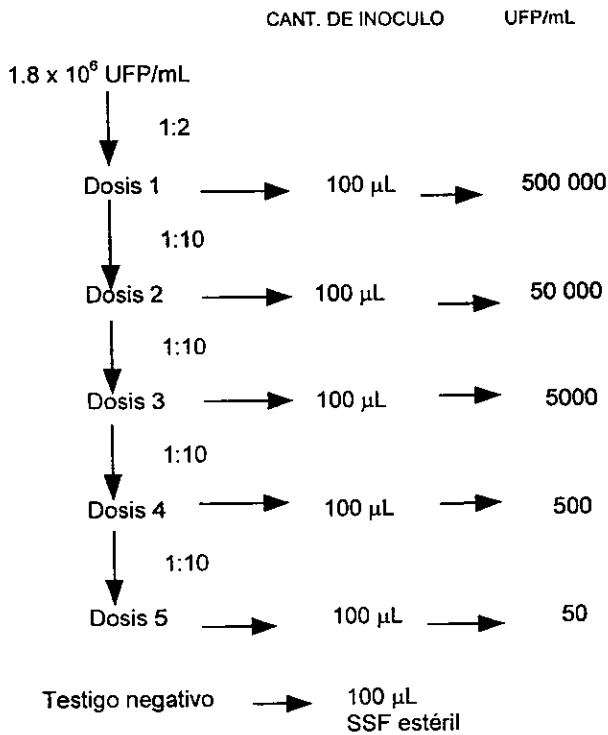 CANT. DE INOCULO UFP/mL
1.8 x 10⁶ UFP/mL
1:2
Dosis 1 100 µL 500 000
1:10
Dosis 2 100 µL 50 000
1:10
Dosis 3 100 µL 5000
1:10
Dosis 4 100 µL 500
1:10
Dosis 5 100 µL 50
Testigo negativo 100 µL
SSF estéril